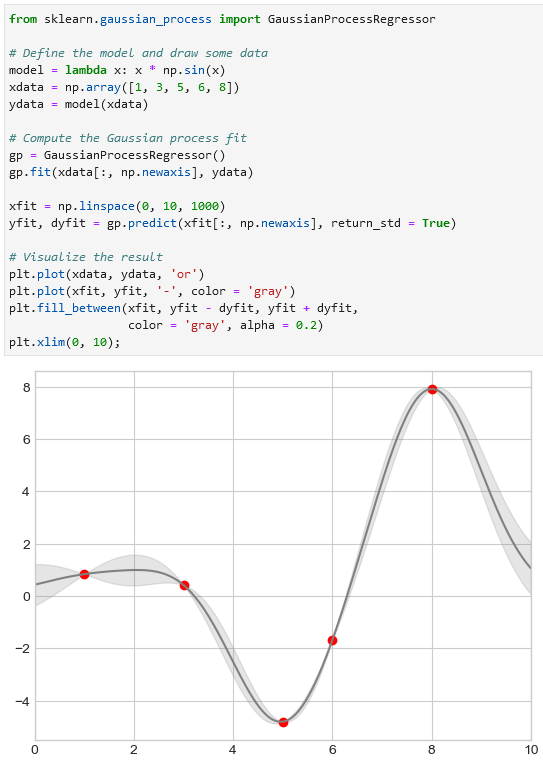 from sklearn.gaussian_process import GaussianProcessRegressor
# Define the model and draw some data
model = lambda x: x * np.sin(x)
xdata = np.array([1, 3, 5, 6, 8])
ydata = model(xdata)
# Compute the Gaussian process fit
gp = GaussianProcessRegressor()
gp.fit(xdata[:, np.newaxis], ydata)
xfit = np.linspace(0, 10, 1000)
yfit, dyfit = gp.predict(xfit[:, np.newaxis], return_std = True)
# Visualize the result
plt.plot(xdata, ydata, 'or')
plt.plot(xfit, yfit, '-', color = 'gray')
plt.fill_between(xfit, yfit - dyfit, yfit + dyfit,
color = 'gray', alpha = 0.2)
plt.xlim(0, 10);
8
6
4
2
0
−2
−4
0 2 4 6 8 10